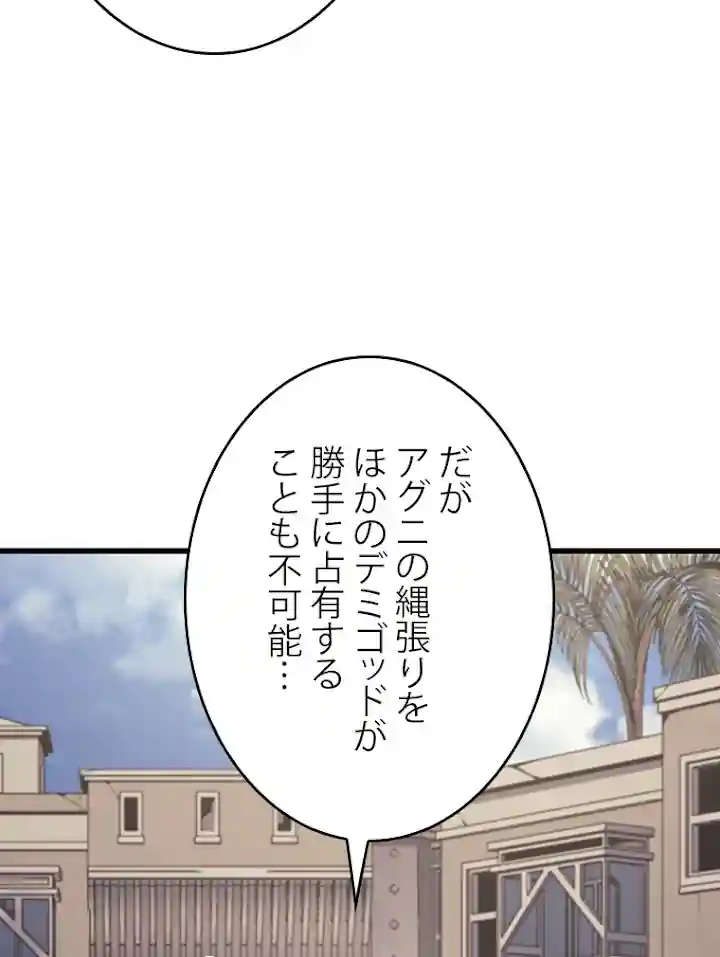 だが
アグニの縄張りを
ほかのデミゴッドが
勝手に占有する
ことも不可能…